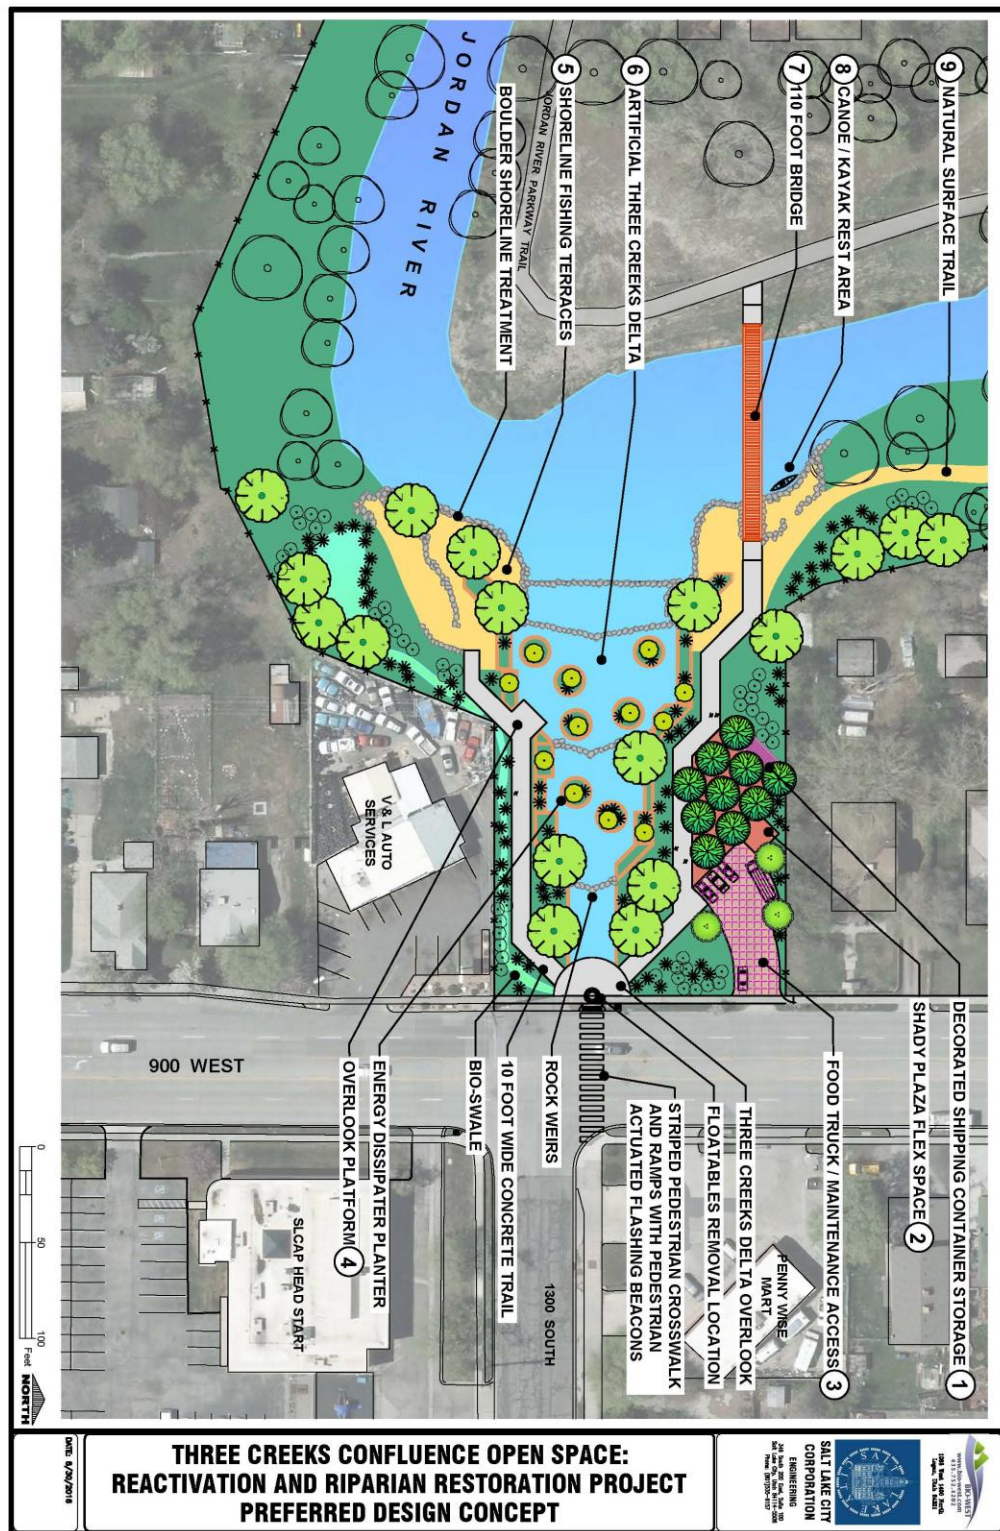 JORDAN RIVER
JORDAN RIVER PARKWAY TRAIL
9 NATURAL SURFACE TRAIL
8 CANOE / KAYAK REST AREA
7 110 FOOT BRIDGE
6 ARTIFICIAL THREE CREEKS DELTA
5 SHORELINE FISHING TERRACES
BOULDER SHORELINE TREATMENT
V & L AUTO
SERVICES
900 WEST
DECORATED SHIPPING CONTAINER STORAGE 1
SHADY PLAZA FLEX SPACE 2
FOOD TRUCK / MAINTENANCE ACCESS 3
THREE CREEKS DELTA OVERLOOK
FLOATABLES REMOVAL LOCATION
STRIPED PEDESTRIAN CROSSWALK
AND RAMPS WITH PEDESTRIAN
ACTUATED FLASHING BEACONS
ROCK WEIRS
10 FOOT WIDE CONCRETE TRAIL
BIO-SWALE
ENERGY DISSIPATER PLANTER
OVERLOOK PLATFORM 4
PENNY WISE
MART
1300 SOUTH
SLCAP HEAD START
0 50 100
Feet
NORTH
THREE CREEKS CONFLUENCE OPEN SPACE:
REACTIVATION AND RIPARIAN RESTORATION PROJECT
PREFERRED DESIGN CONCEPT
SALT LAKE CITY
CORPORATION
ENGINEERING
BIO-WEST